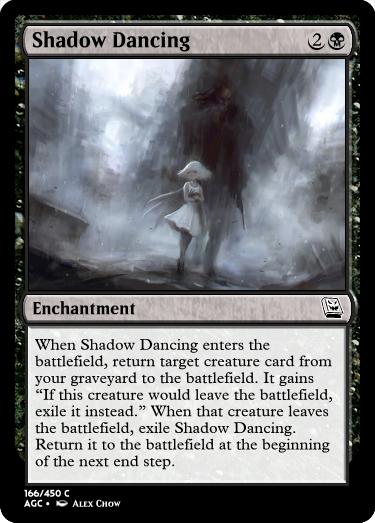 Shadow Dancing 2
Enchantment
When Shadow Dancing enters the
battlefield, return target creature card from
your graveyard to the battlefield. It gains
“If this creature would leave the battlefield,
exile it instead.” When that creature leaves
the battlefield, exile Shadow Dancing.
Return it to the battlefield at the beginning
of the next end step.
166/450 C
AGC • Alex Chow